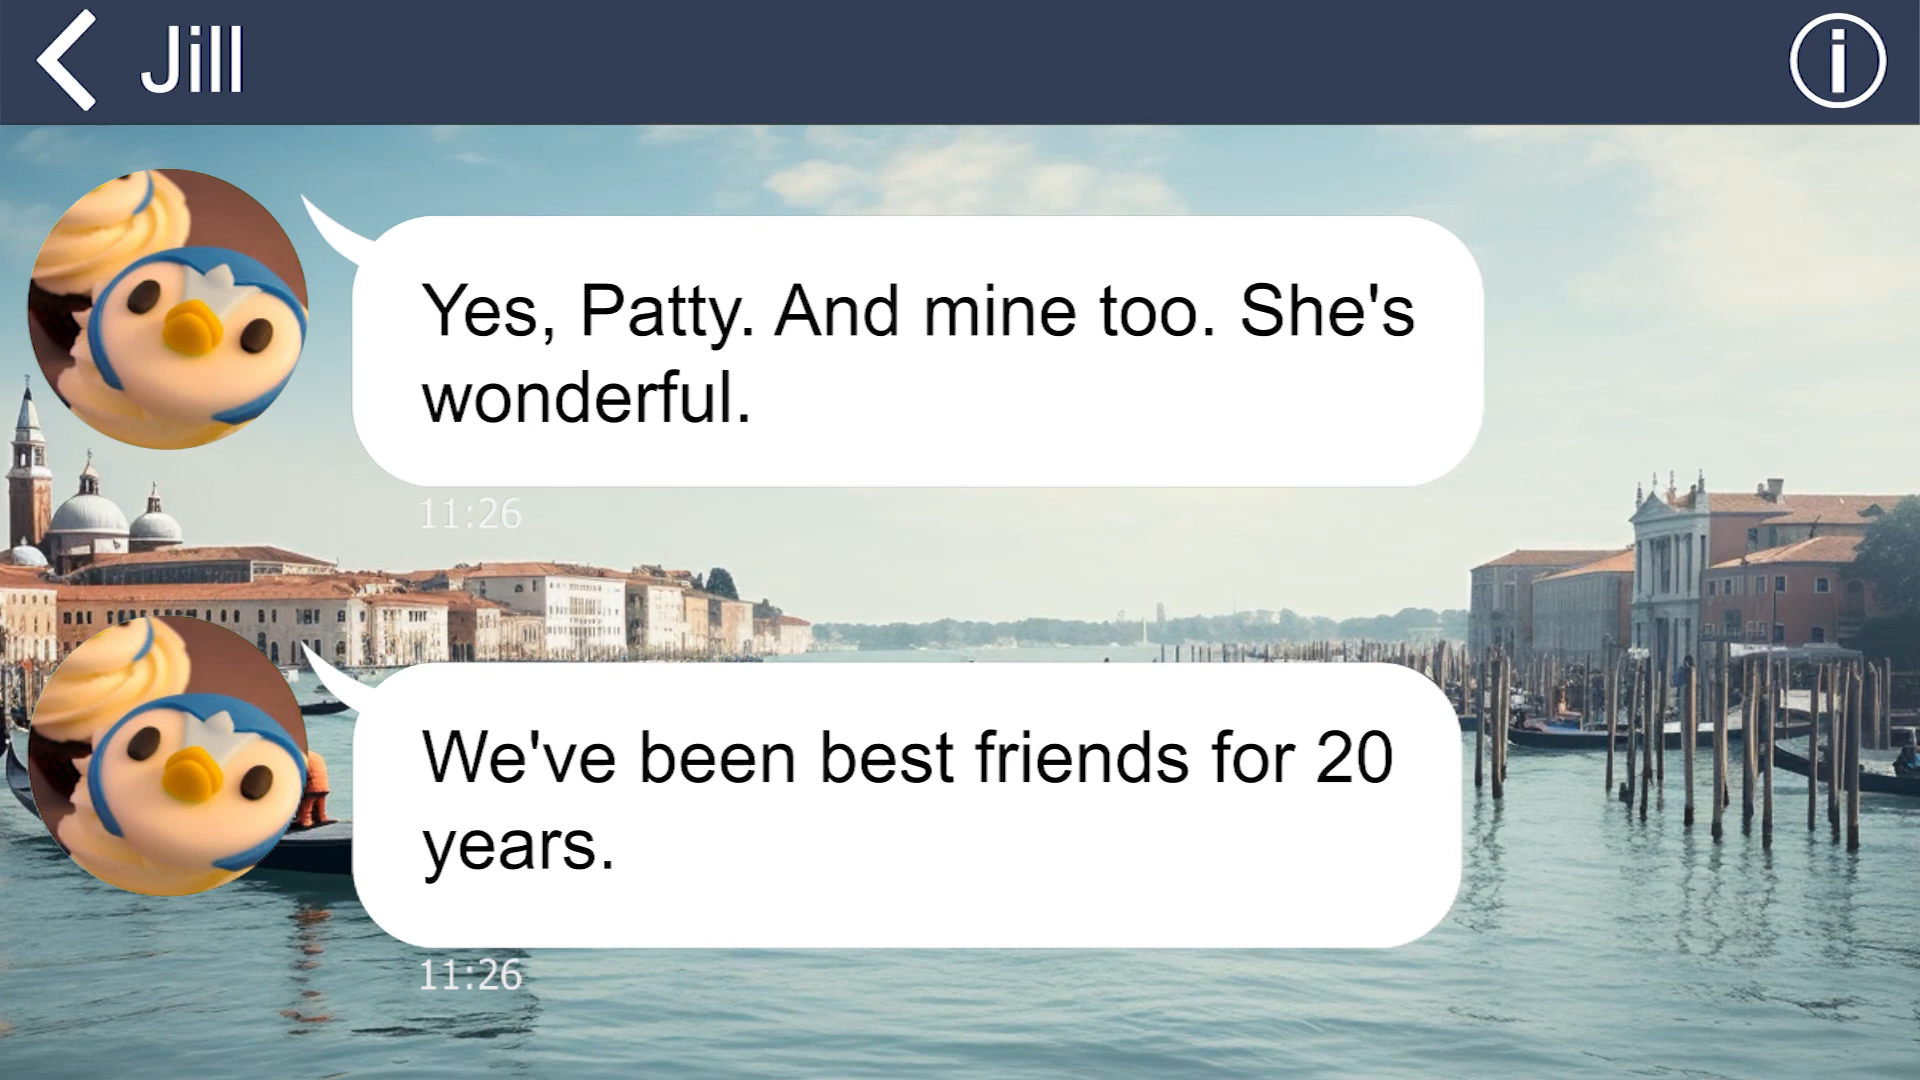 Jill
Yes, Patty. And mine too. She's
wonderful.
11:26
We've been best friends for 20
years.
11:26